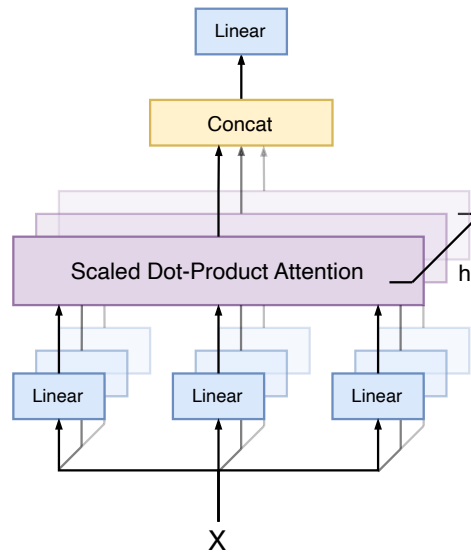 Linear
Concat
Scaled Dot-Product Attention
h
Linear Linear Linear
X